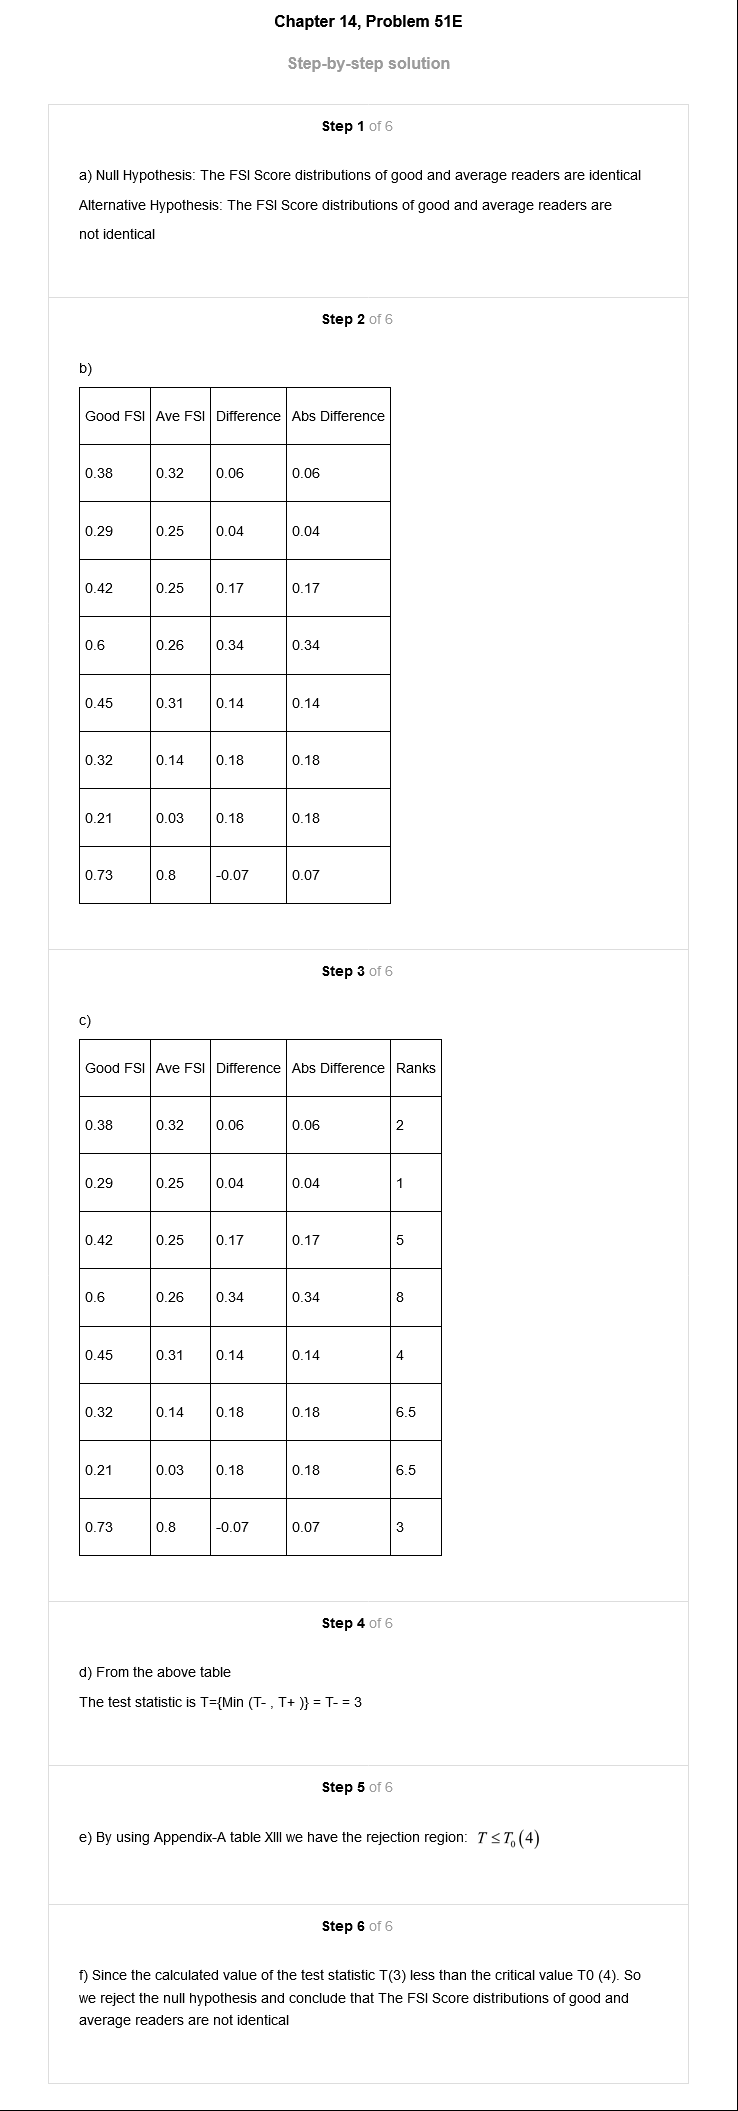 Chapter 14, Problem 51E
Step-by-step solution
Step 1 of 6
a) Null Hypothesis: The FSI Score distributions of good and average readers are identical
Alternative Hypothesis: The FSI Score distributions of good and average readers are
not identical
Step 2 of 6
b)
Good FSI Ave FSI Difference Abs Difference
0.38 0.32 0.06 0.06
0.29 0.25 0.04 0.04
0.42 0.25 0.17 0.17
0.6 0.26 0.34 0.34
0.45 0.31 0.14 0.14
0.32 0.14 0.18 0.18
0.21 0.03 0.18 0.18
0.73 0.8 -0.07 0.07
Step 3 of 6
c)
Good FSI Ave FSI Difference Abs Difference Ranks
0.38 0.32 0.06 0.06 2
0.29 0.25 0.04 0.04 1
0.42 0.25 0.17 0.17 5
0.6 0.26 0.34 0.34 8
0.45 0.31 0.14 0.14 4
0.32 0.14 0.18 0.18 6.5
0.21 0.03 0.18 0.18 6.5
0.73 0.8 -0.07 0.07 3
Step 4 of 6
d) From the above table
The test statistic is T={Min (T- , T+ )} = T- = 3
Step 5 of 6
e) By using Appendix-A table XIII we have the rejection region: T ≤ T₀ (4)
Step 6 of 6
f) Since the calculated value of the test statistic T(3) less than the critical value T0 (4). So
we reject the null hypothesis and conclude that The FSI Score distributions of good and
average readers are not identical